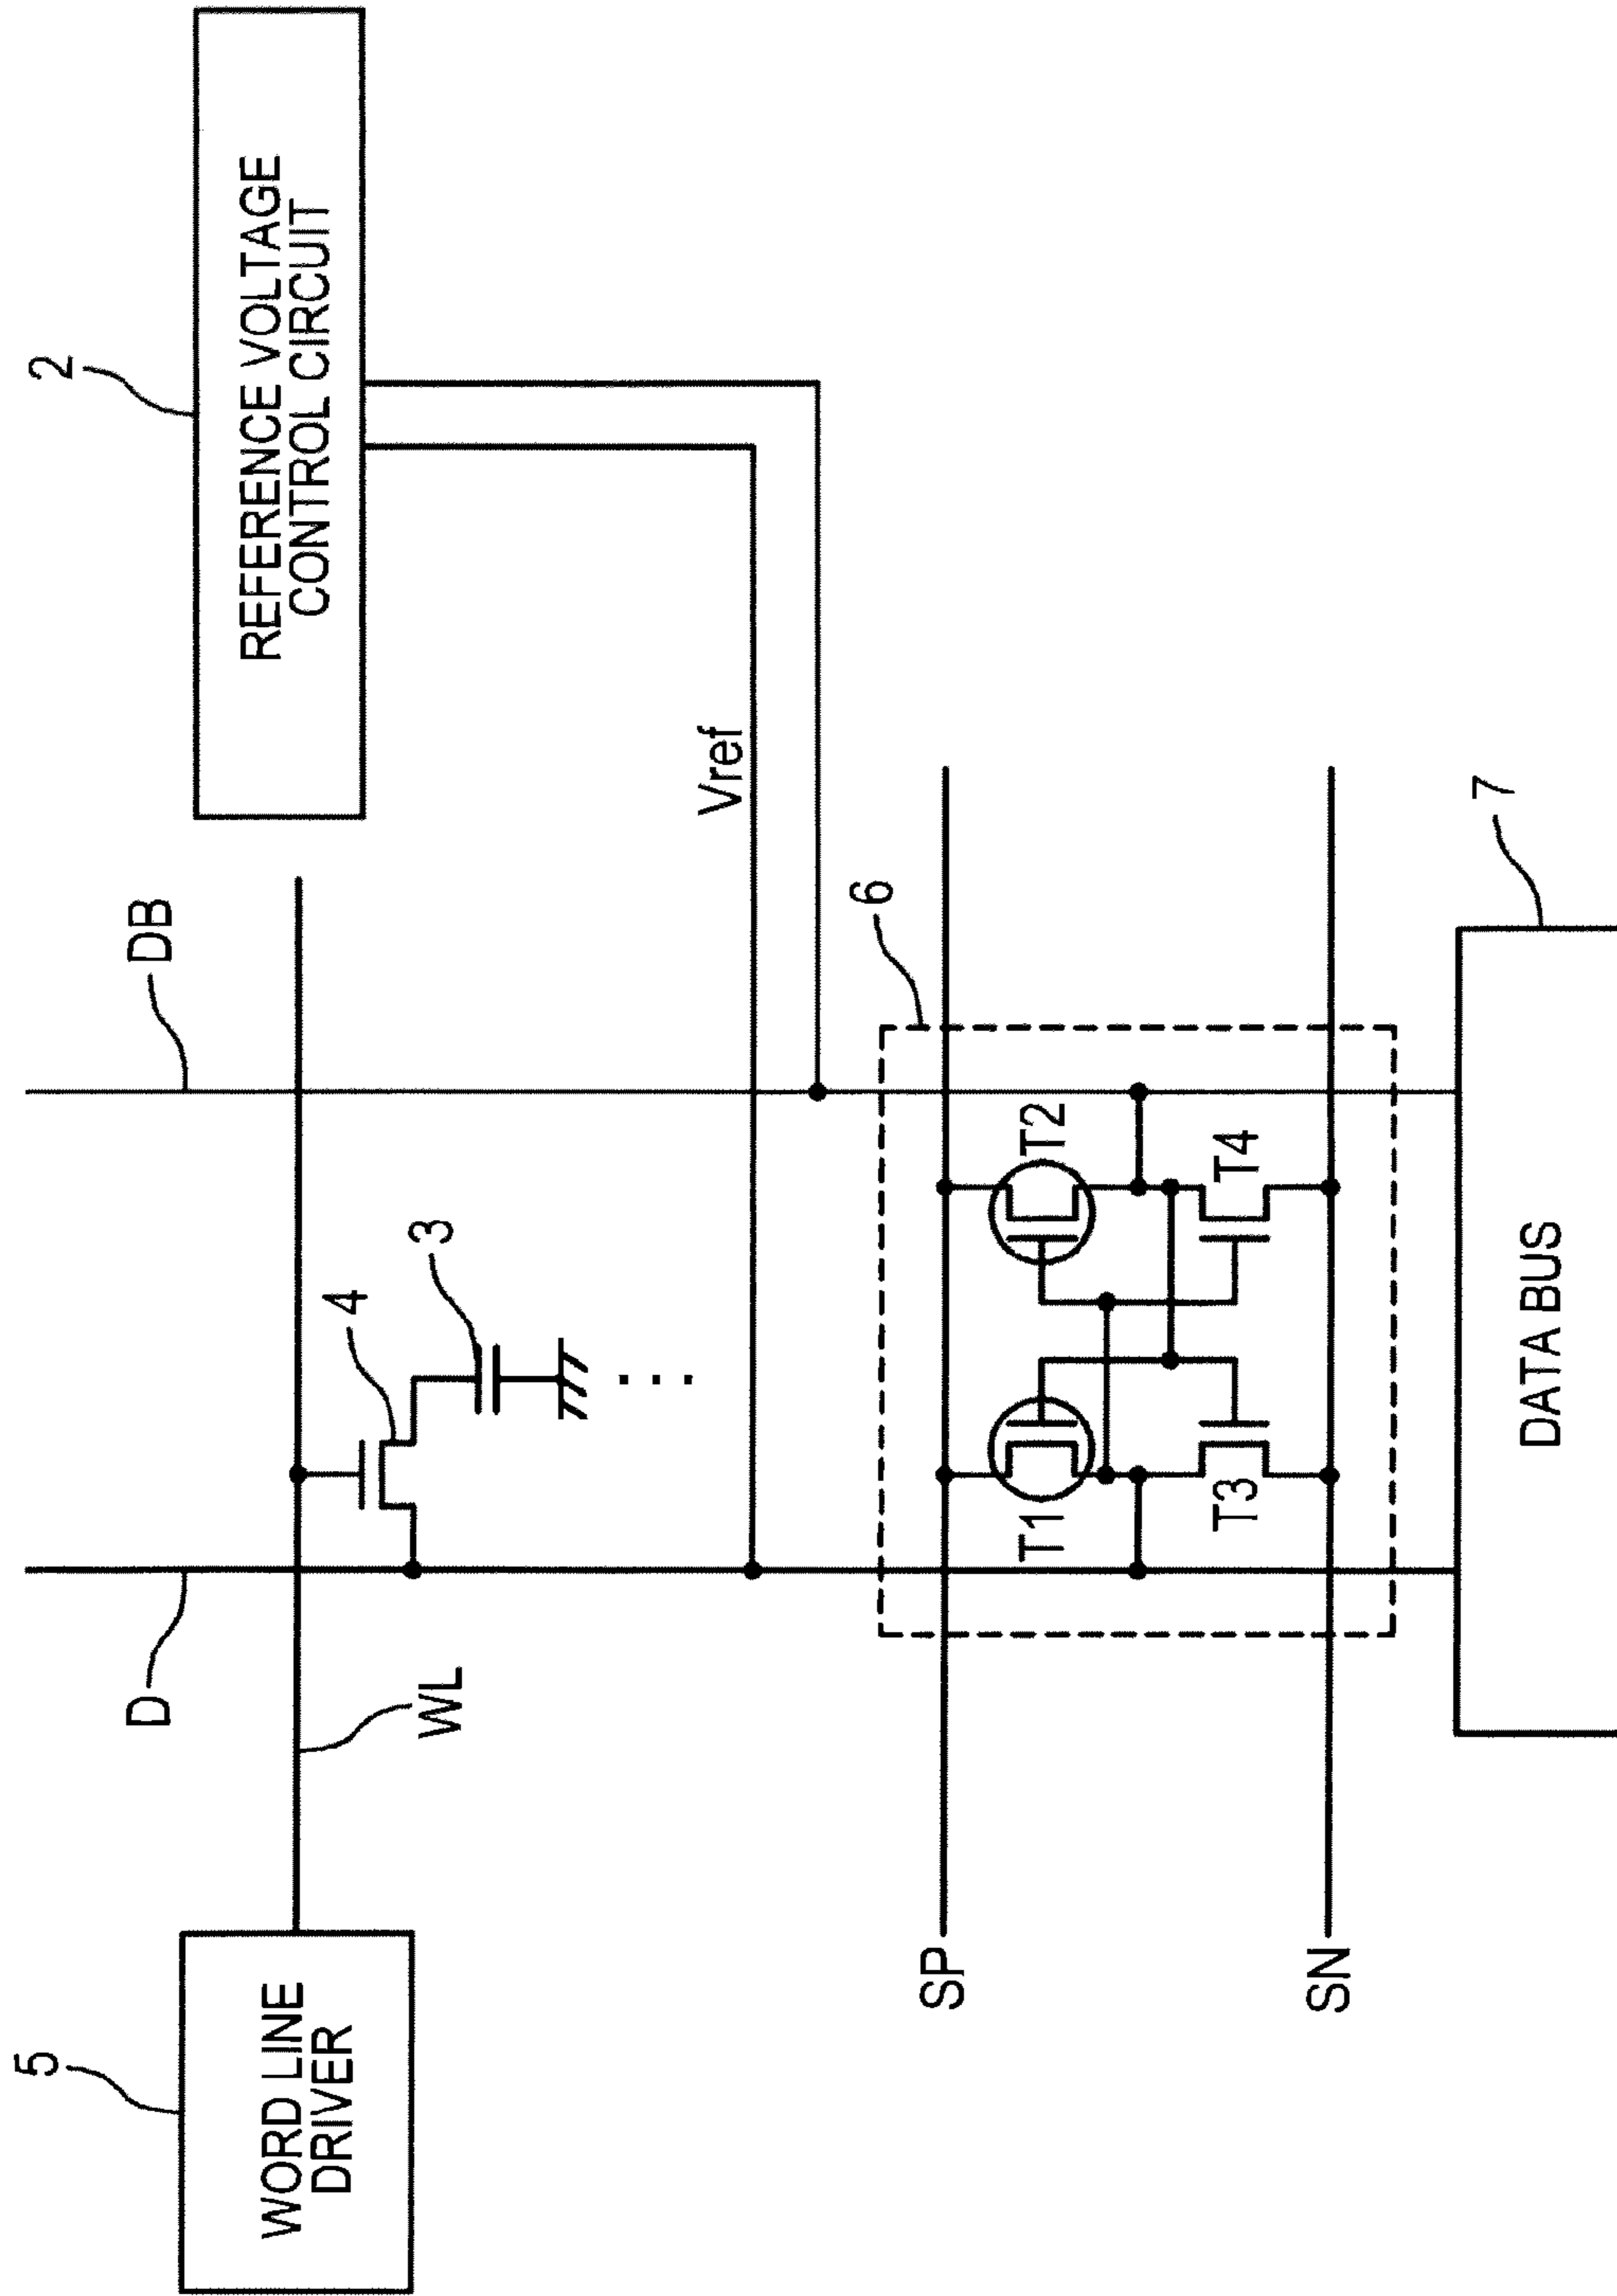 5
WORD LINE
DRIVER
D
WL
DB
2
REFERENCE VOLTAGE
CONTROL CIRCUIT
4
3
Vref
6
SP
T1
T2
T3
T4
SN
7
DATA BUS